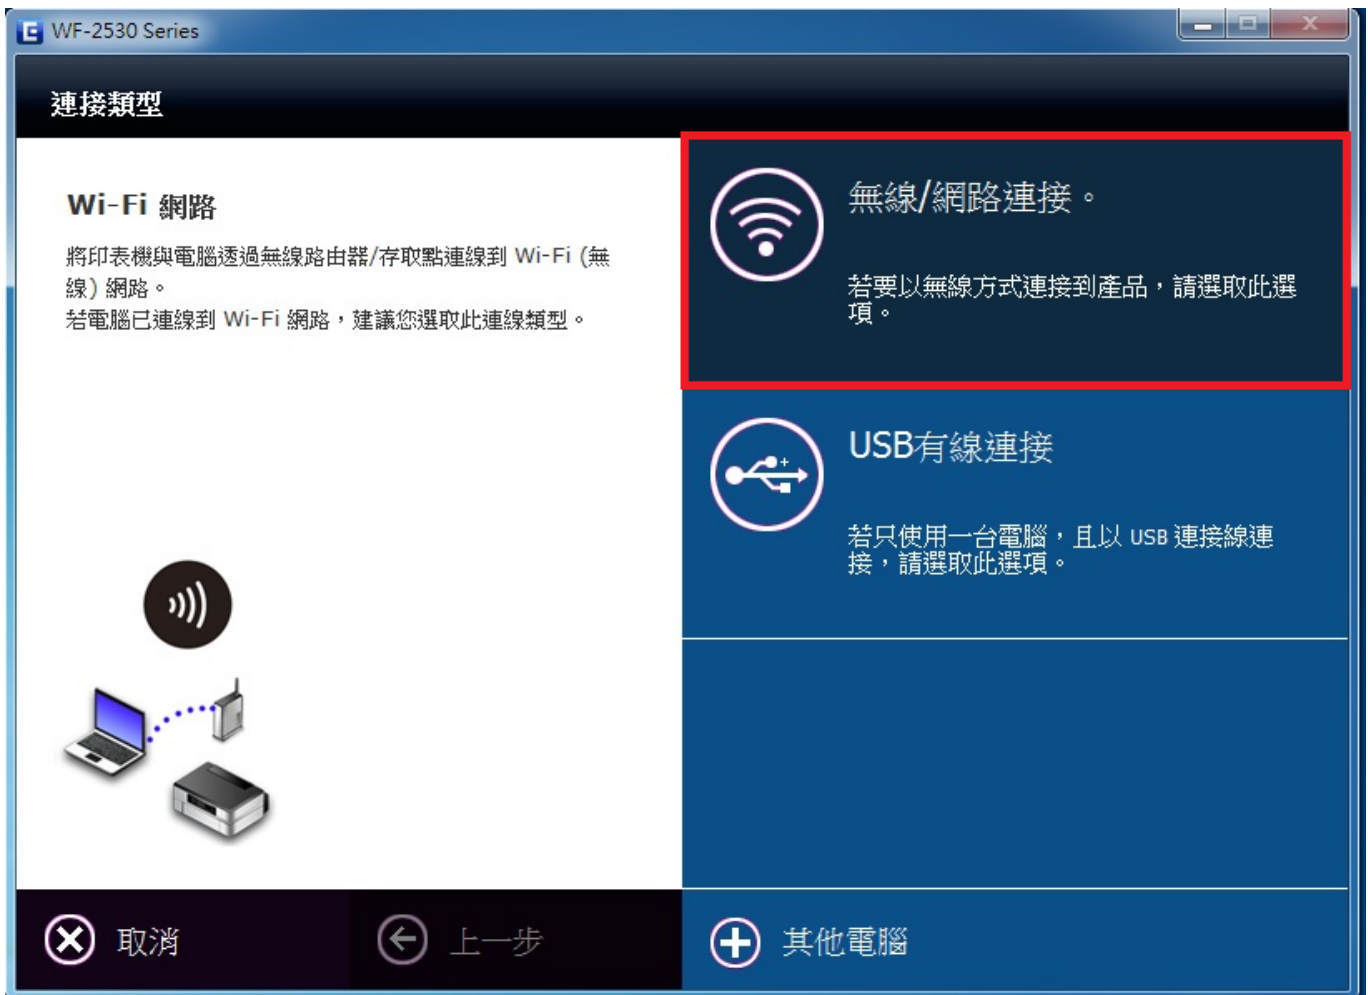 WF-2530 Series
連接類型
Wi-Fi 網路
將印表機與電腦透過無線路由器/存取點連線到 Wi-Fi (無
線) 網路。
若電腦已連線到 Wi-Fi 網路，建議您選取此連線類型。
無線/網路連接。
若要以無線方式連接到產品，請選取此選
項。
USB有線連接
若只使用一台電腦，且以 USB 連接線連
接，請選取此選項。
取消
上一步
其他電腦